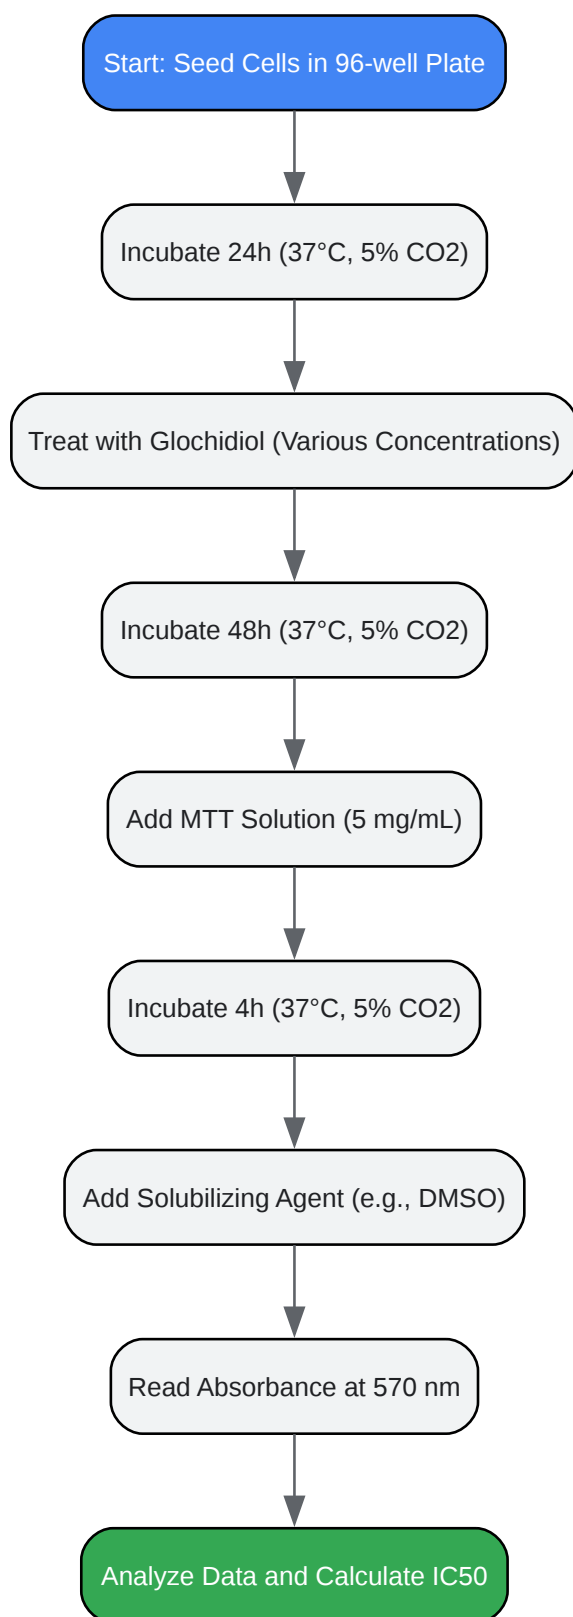 Start: Seed Cells in 96-well Plate
Incubate 24h (37°C, 5% CO2)
Treat with Glochidiol (Various Concentrations)
Incubate 48h (37°C, 5% CO2)
Add MTT Solution (5 mg/mL)
Incubate 4h (37°C, 5% CO2)
Add Solubilizing Agent (e.g., DMSO)
Read Absorbance at 570 nm
Analyze Data and Calculate IC50